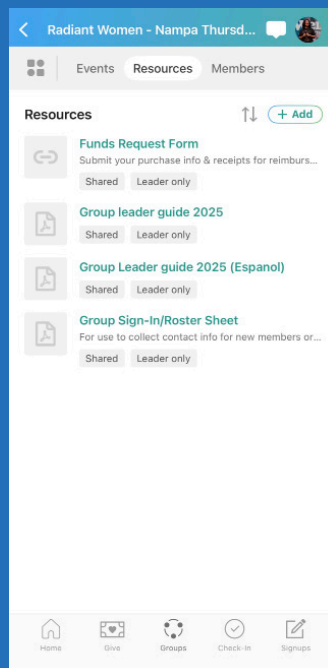 Radiant Women - Nampa Thursd...
Events Resources Members
Resources
+ Add
Funds Request Form
Submit your purchase info & receipts for reimburs...
Shared Leader only
Group leader guide 2025
Shared Leader only
Group Leader guide 2025 (Espanol)
Shared Leader only
Group Sign-In/Roster Sheet
For use to collect contact info for new members or...
Shared Leader only
Home Give Groups Check-in Signups